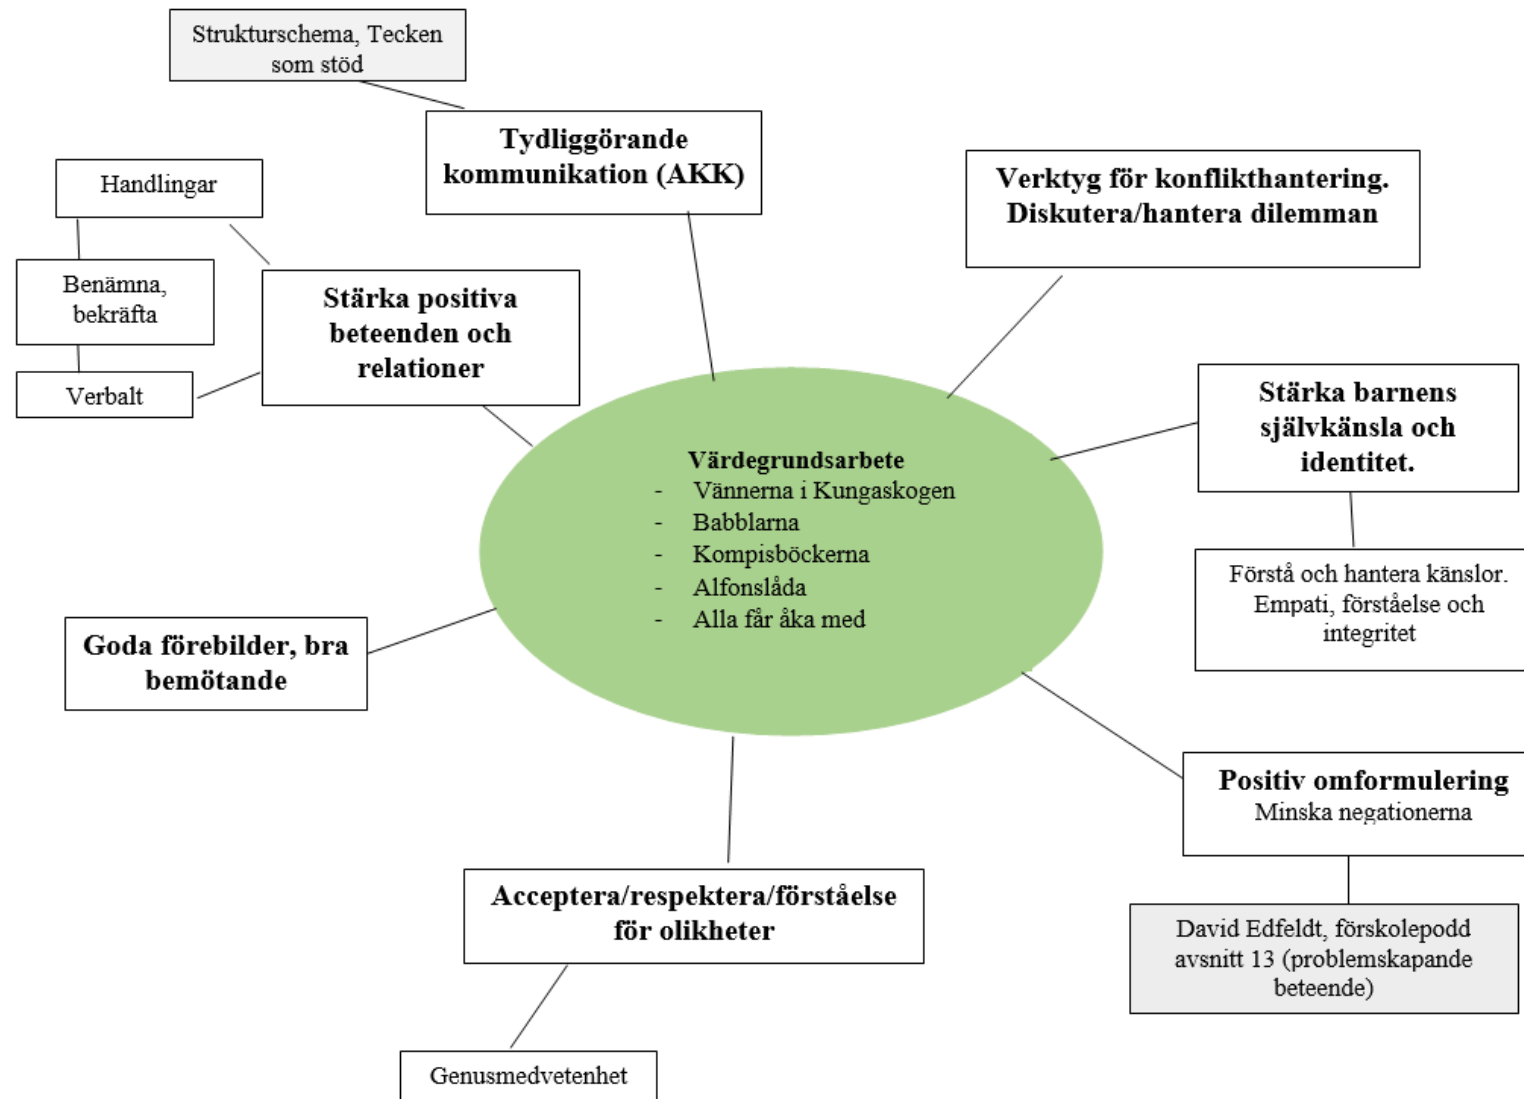 Strukturschema, Tecken
som stöd
Tydliggörande
kommunikation (AKK)
Verktyg för konflikthantering.
Diskutera/hantera dilemman
Handlingar
Benämna,
bekräfta
Verbalt
Stärka positiva
beteenden och
relationer
Stärka barnens
självkänsla och
identitet.
Förstå och hantera känslor.
Empati, förståelse och
integritet
Värdegrundsarbete
- Vännerna i Kungaskogen
- Babblarna
- Kompisböckerna
- Alfonslåda
- Alla får åka med
Goda förebilder, bra
bemötande
Positiv omformulering
Minska negationerna
David Edfeldt, förskolepodd
avsnitt 13 (problemskapande
beteende)
Acceptera/respektera/förståelse
för olikheter
Genusmedvetenhet